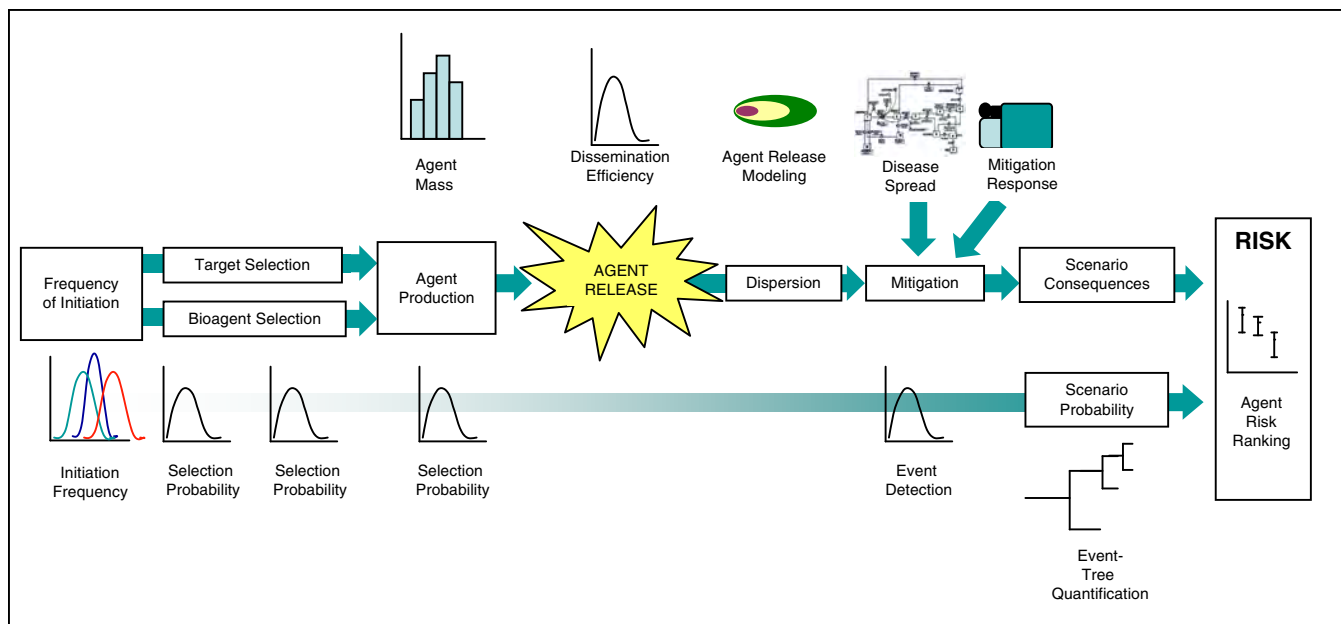 Agent
Mass
Dissemination
Efficiency
Agent Release
Modeling
Disease
Spread
Mitigation
Response
Frequency
of Initiation
Target Selection
Bioagent Selection
Agent
Production
AGENT
RELEASE
Dispersion
Mitigation
Scenario
Consequences
RISK
Agent
Risk
Ranking
Scenario
Probability
Initiation
Frequency
Selection
Probability
Selection
Probability
Selection
Probability
Event
Detection
Event-
Tree
Quantification